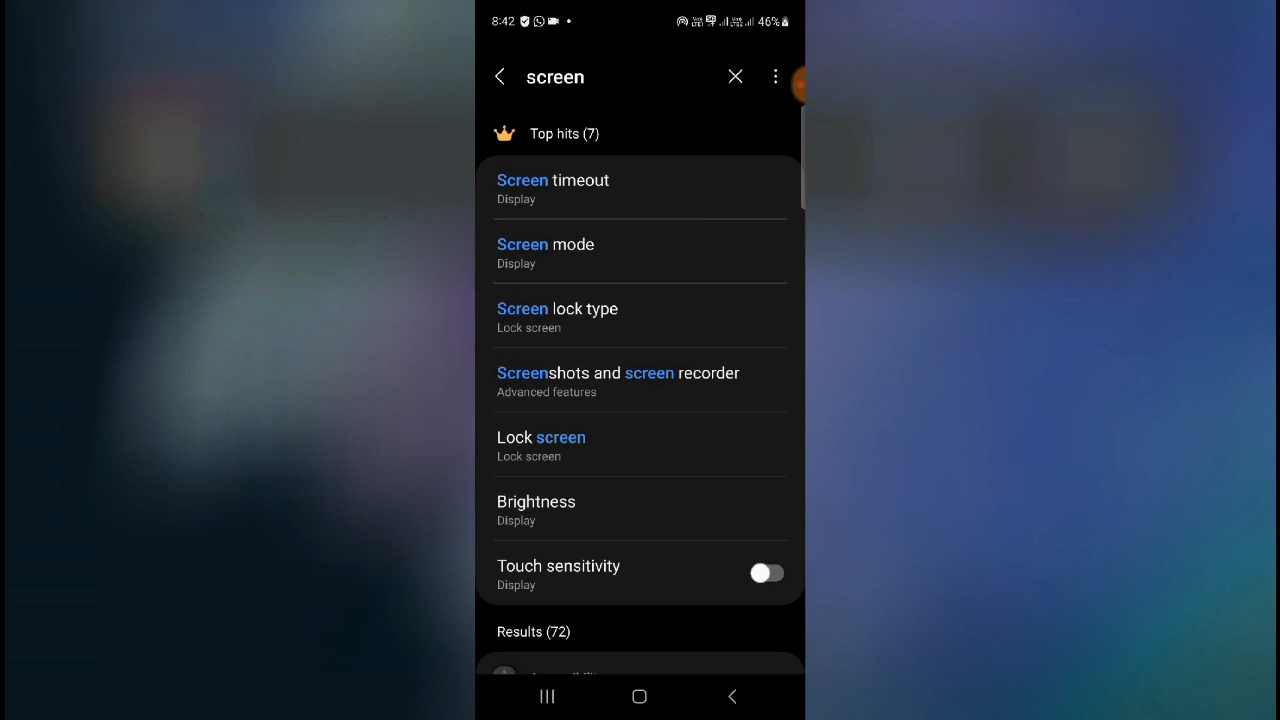 8:42 46%
screen
Top hits (7)
Screen timeout
Display
Screen mode
Display
Screen lock type
Lock screen
Screenshots and screen recorder
Advanced features
Lock screen
Lock screen
Brightness
Display
Touch sensitivity
Display
Results (72)